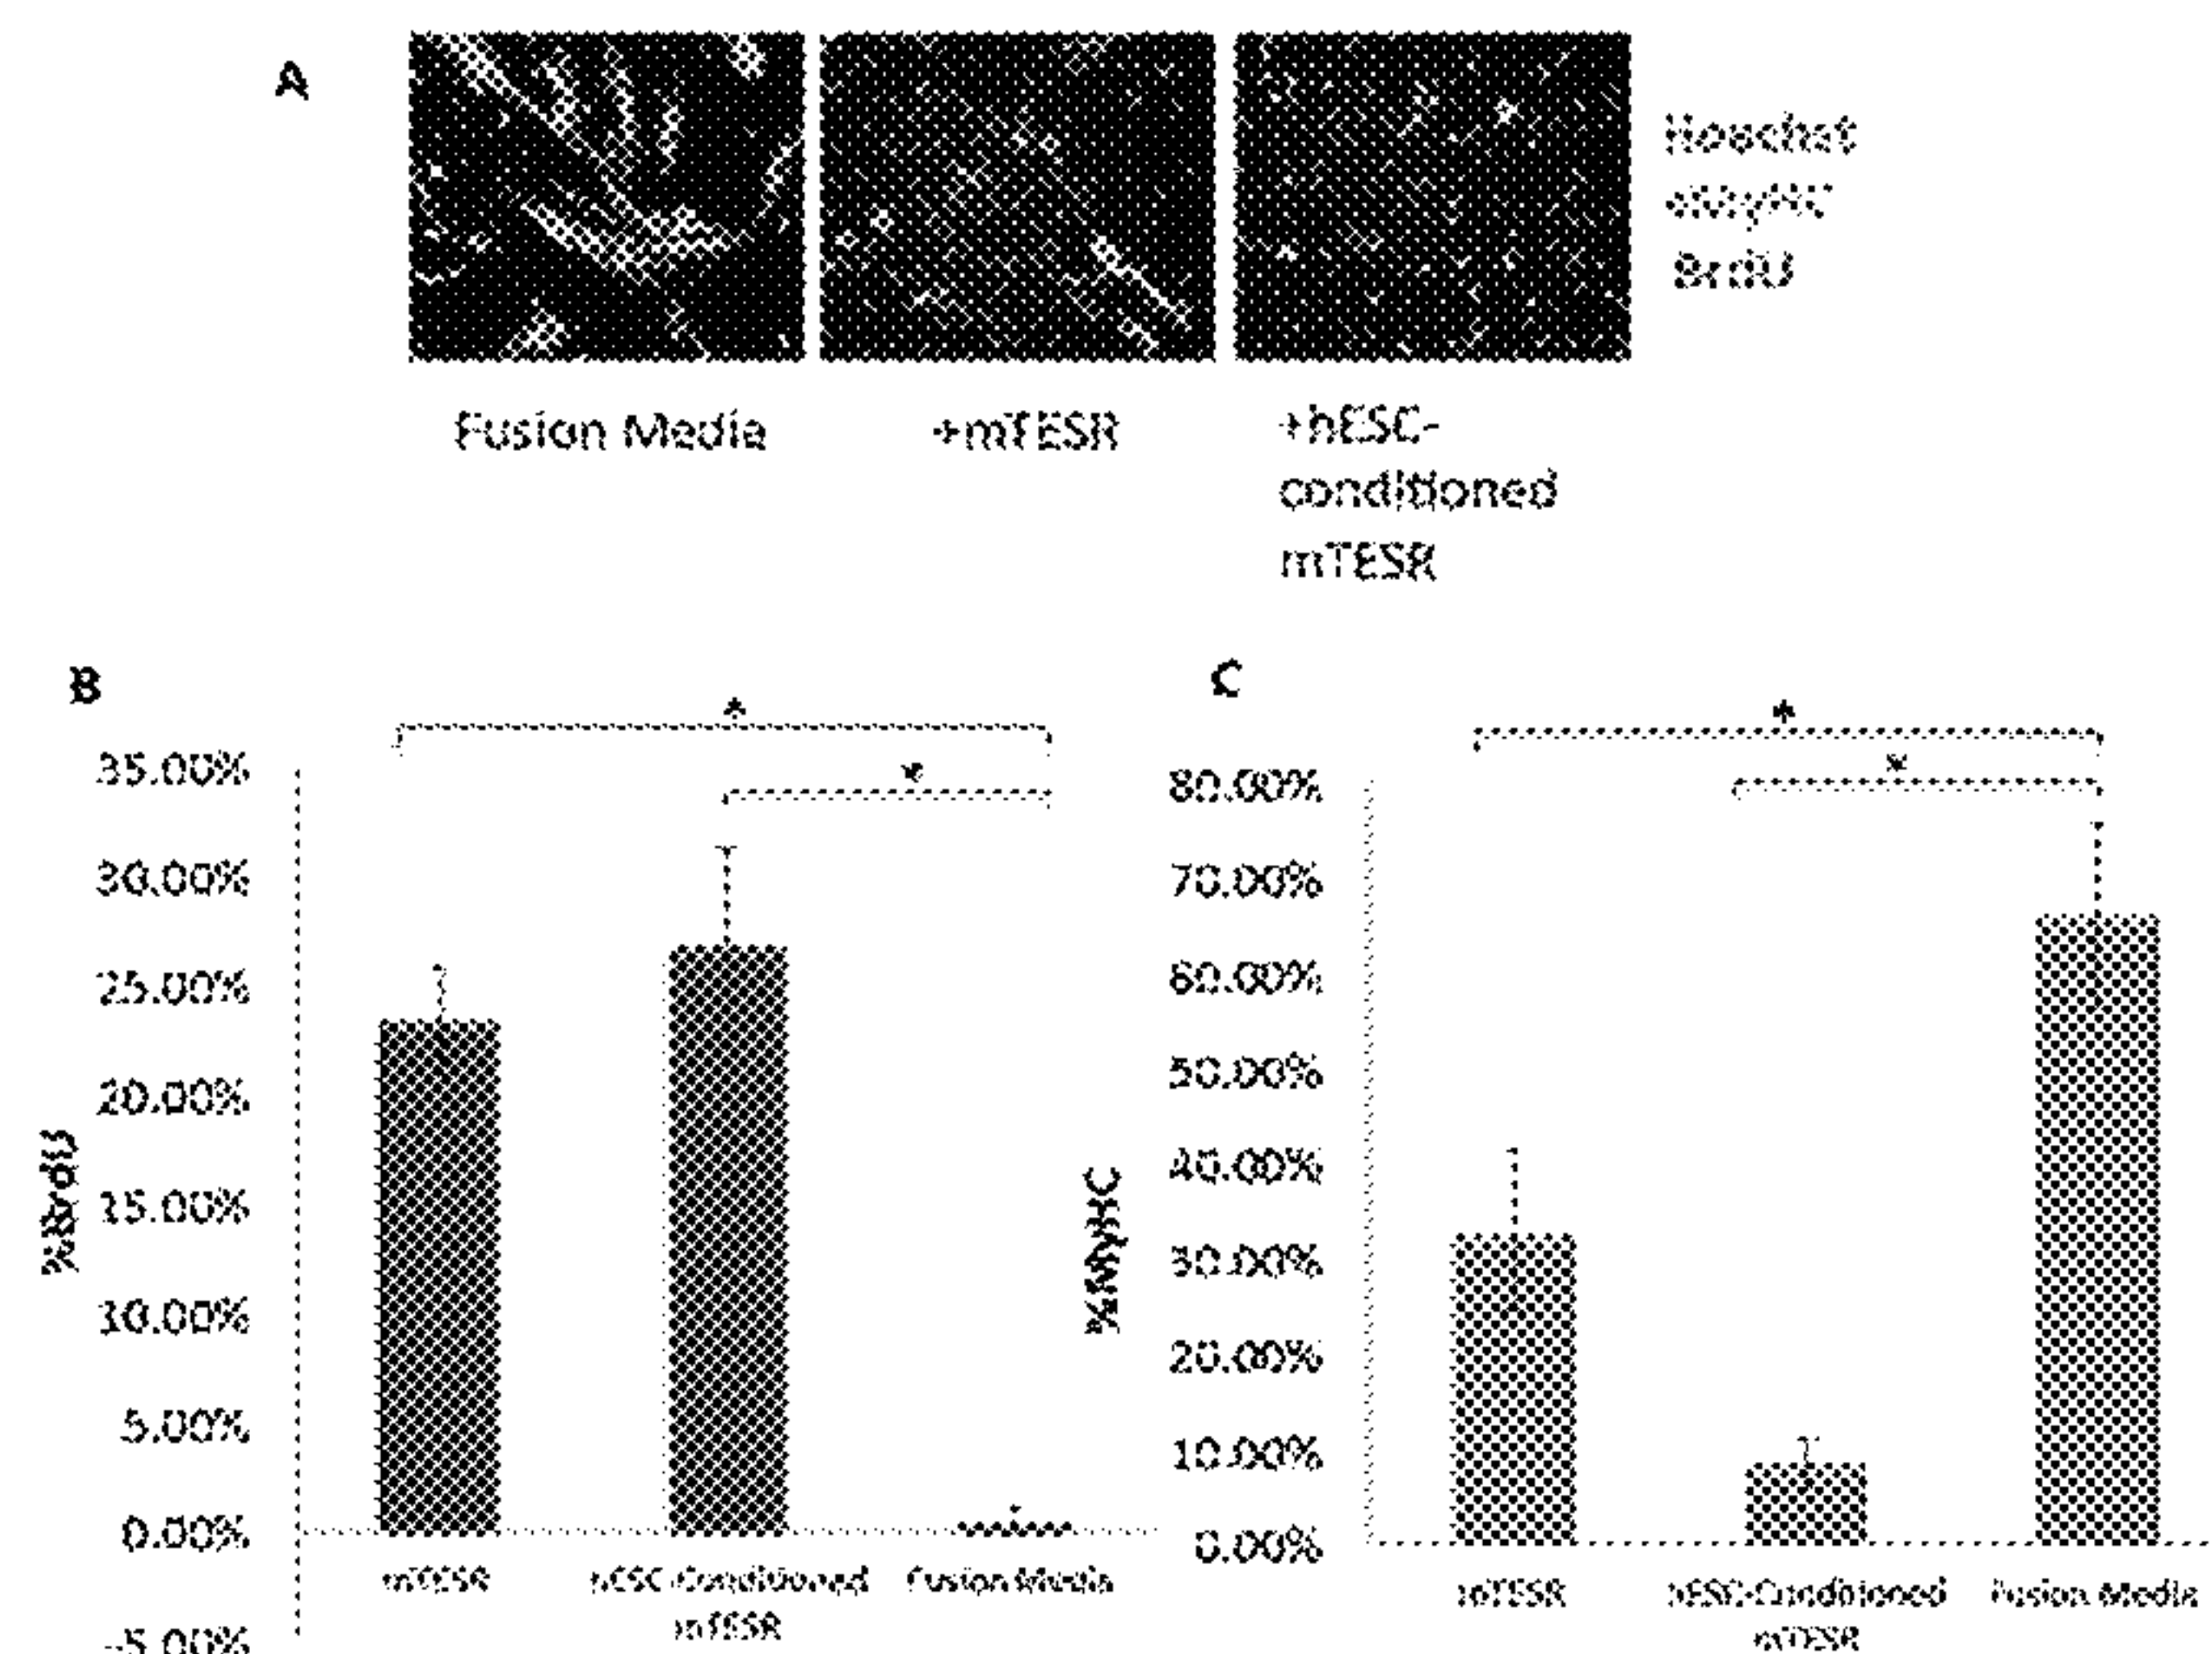 A
Hoechst
eMyHC
BrdU
Fusion Media
+mTESR
+hESC-
conditioned
mTESR
B
*
*
35.00%
30.00%
25.00%
20.00%
15.00%
10.00%
5.00%
0.00%
-5.00%
%BrdU
mTESR
hESC-Conditioned
mTESR
Fusion Media
C
*
*
80.00%
70.00%
60.00%
50.00%
40.00%
30.00%
20.00%
10.00%
0.00%
%MyHC
mTESR
hESC-Conditioned
mTESR
Fusion Media